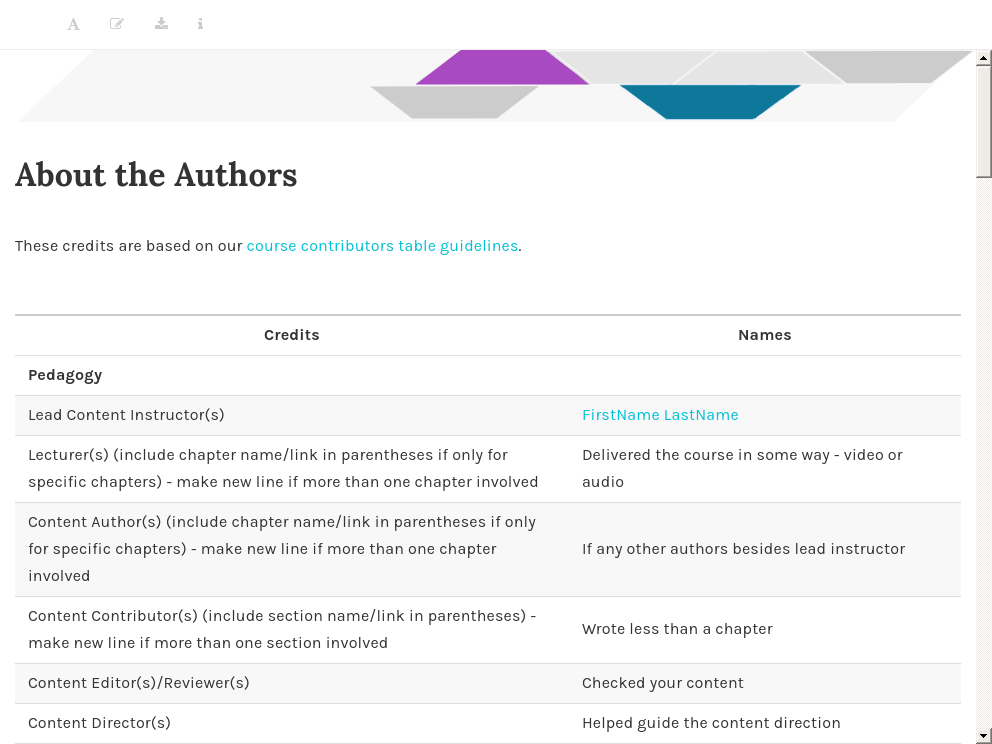 About the Authors
These credits are based on our course contributors table guidelines.
Credits Names
Pedagogy
Lead Content Instructor(s) FirstName LastName
Lecturer(s) (include chapter name/link in parentheses if only for
specific chapters) - make new line if more than one chapter involved
Delivered the course in some way - video or
audio
Content Author(s) (include chapter name/link in parentheses if only
for specific chapters) - make new line if more than one chapter
involved
If any other authors besides lead instructor
Content Contributor(s) (include section name/link in parentheses) -
make new line if more than one section involved
Wrote less than a chapter
Content Editor(s)/Reviewer(s) Checked your content
Content Director(s) Helped guide the content direction